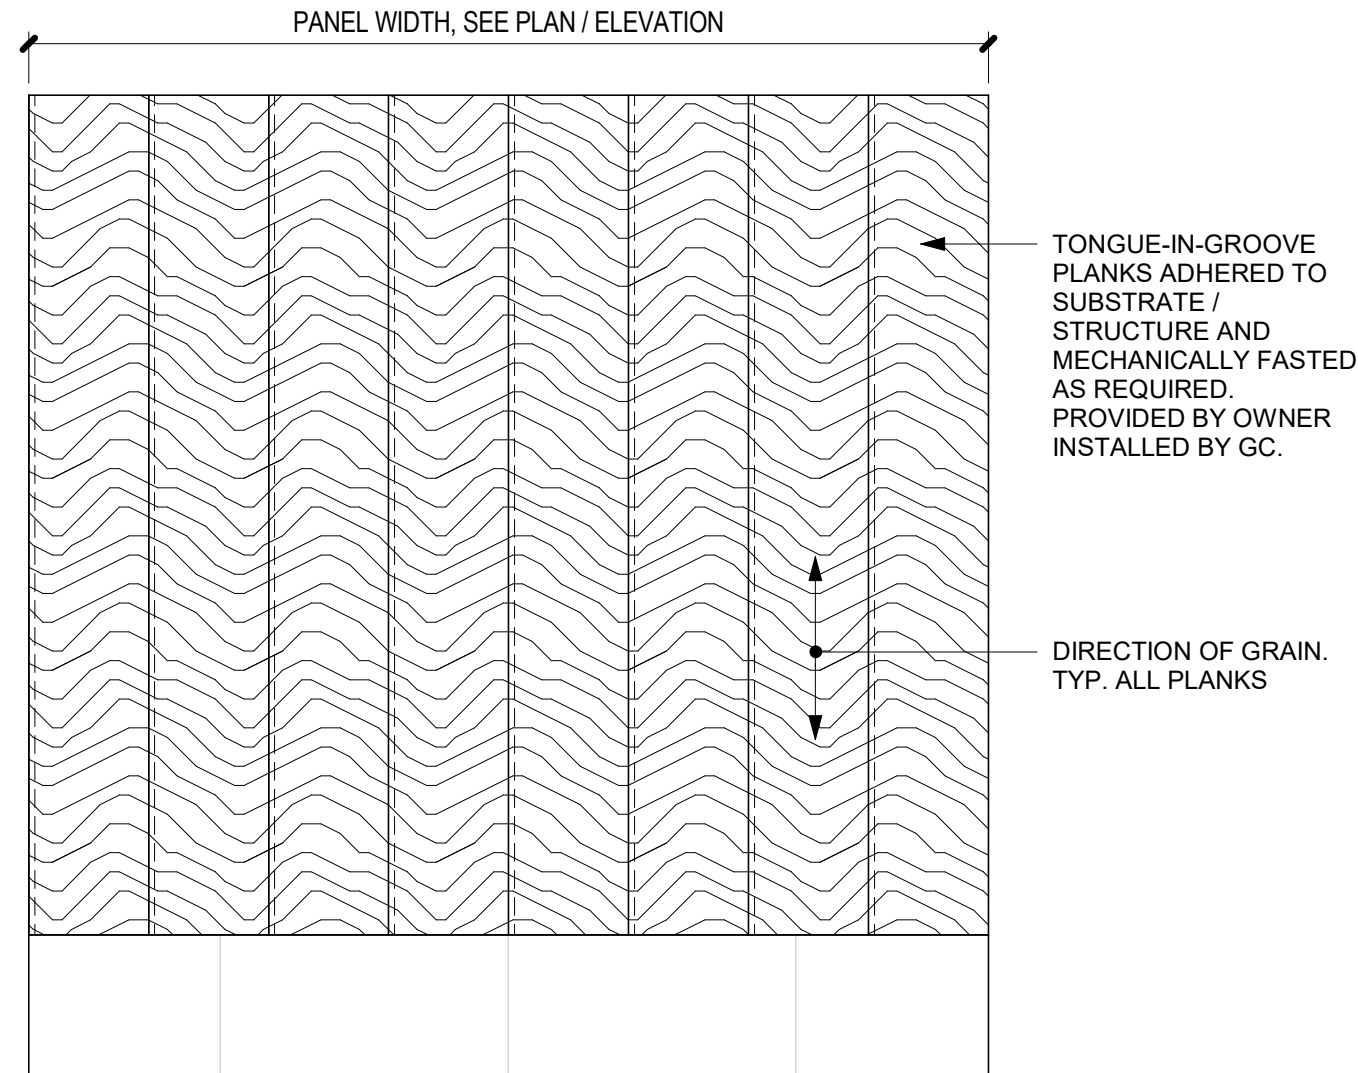 PANEL WIDTH, SEE PLAN / ELEVATION
TONGUE-IN-GROOVE
PLANKS ADHERED TO
SUBSTRATE /
STRUCTURE AND
MECHANICALLY FASTED
AS REQUIRED.
PROVIDED BY OWNER
INSTALLED BY GC.
DIRECTION OF GRAIN.
TYP. ALL PLANKS